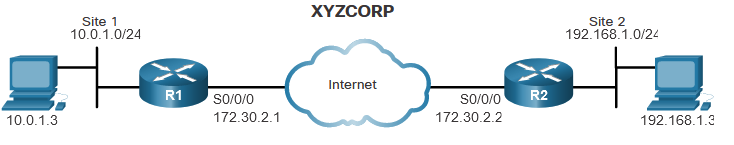 XYZCORP
Site 1
10.0.1.0/24
Site 2
192.168.1.0/24
Internet
R1
R2
S0/0/0
172.30.2.1
S0/0/0
172.30.2.2
10.0.1.3
192.168.1.3